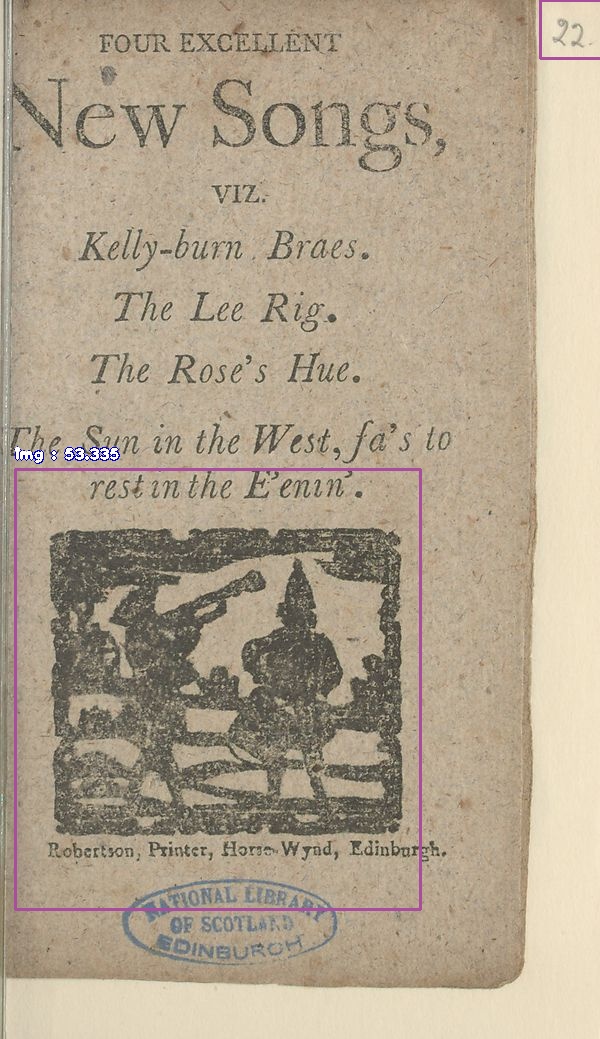 22.
FOUR EXCELLENT
New Songs,
VIZ.
Kelly-burn Braes.
The Lee Rig.
The Rose's Hue.
The Sun in the West, fa's to
Img : 53.335
rest in the E'enin'.
Robertson, Printer, Horse-Wynd, Edinburgh.
NATIONAL LIBRARY
OF SCOTLAND
EDINBURGH